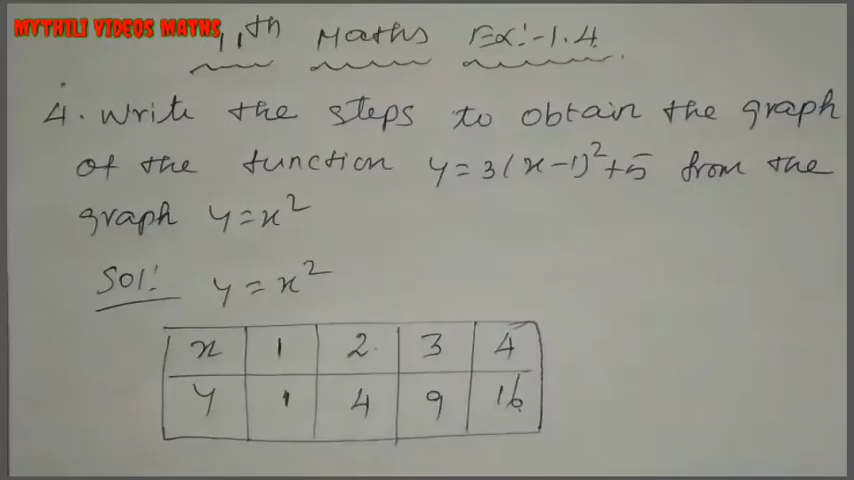 MYTHILI VIDEOS MATHS
11th Maths Ex:-1.4
4. Write the steps to obtain the graph
of the function y=3(x-1)²+5 from the
graph y=x²
Sol: y=x²
x 1 2 3 4
y 1 4 9 16